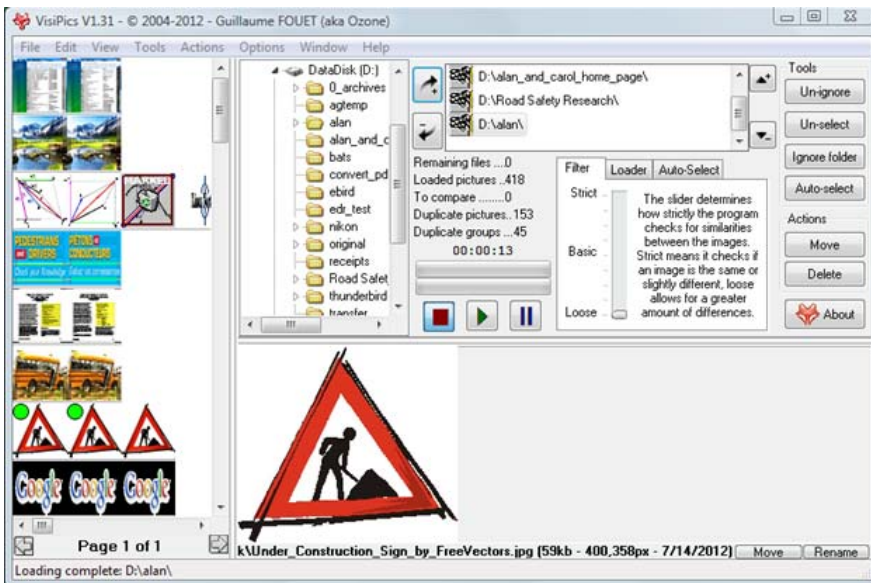 VisiPics V1.31 - © 2004-2012 - Guillaume FOUET (aka Ozone)
File Edit View Tools Actions Options Window Help
DataDisk (D:)
0_archives
agtemp
alan
alan_and_c
bats
convert_pd
ebird
edr_test
nikon
original
receipts
Road Safet
thunderbird
transfer
D:\alan_and_carol_home_page\
D:\Road Safety Research\
D:\alan\
Remaining files ....0
Loaded pictures ..418
To compare ........0
Duplicate pictures..153
Duplicate groups ...45
00:00:13
Filter Loader Auto-Select
Strict
Basic
Loose
The slider determines
how strictly the program
checks for similarities
between the images.
Strict means it checks if
an image is the same or
slightly different, loose
allows for a greater
amount of differences.
Tools
Un-ignore
Un-select
Ignore folder
Auto-select
Actions
Move
Delete
About
PEDESTRIANS
AND DRIVERS
PIETONS
CONDUCTEURS
Google Google Google
Page 1 of 1
k\Under_Construction_Sign_by_FreeVectors.jpg (59kb - 400,358px - 7/14/2012) Move Rename
Loading complete: D:\alan\